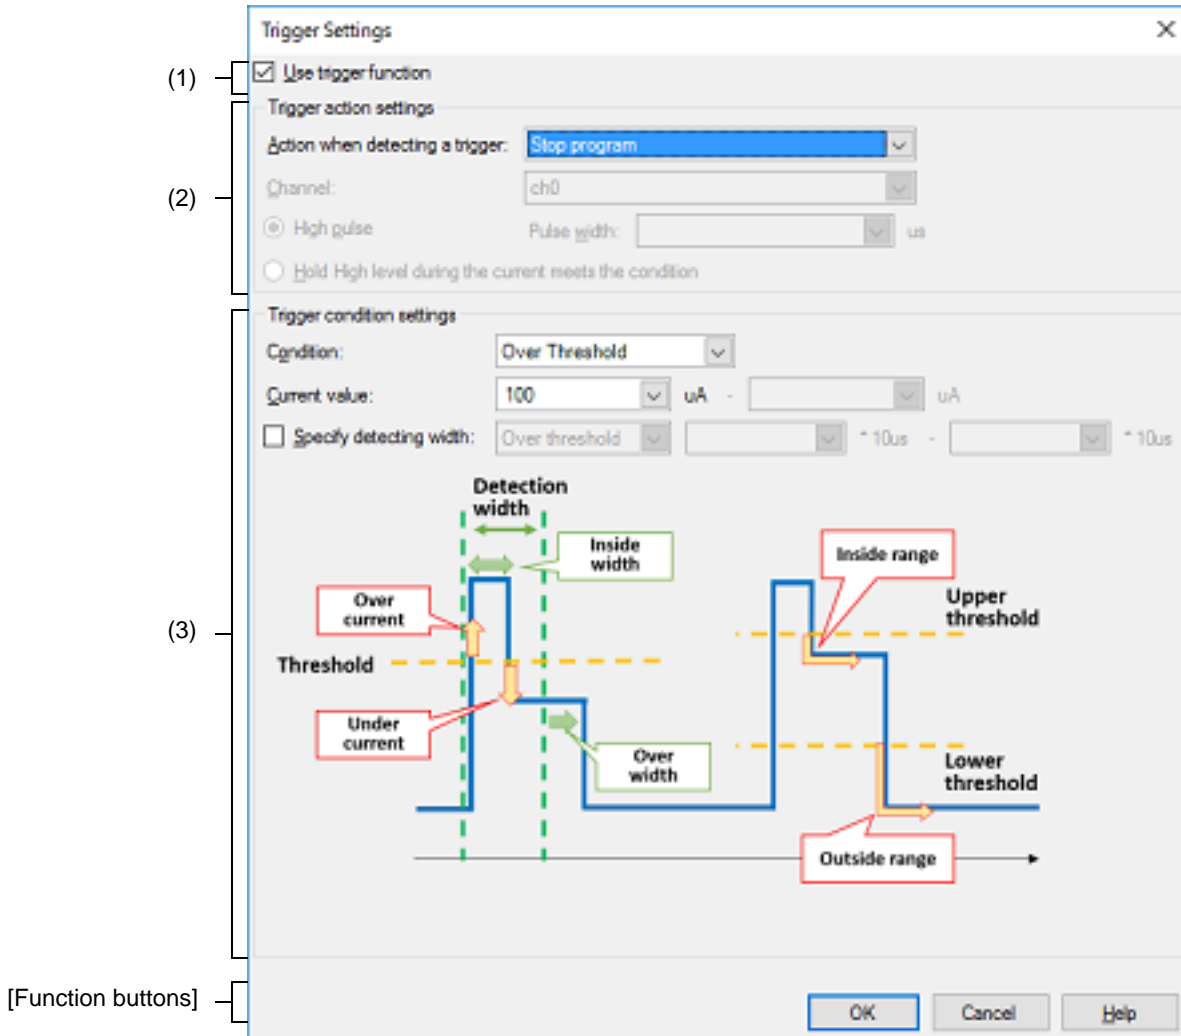 Trigger Settings
(1)
Use trigger function
(2)
Trigger action settings
Action when detecting a trigger: Stop program
Channel: ch0
High pulse Pulse width: us
Hold High level during the current meets the condition
(3)
Trigger condition settings
Condition: Over Threshold
Current value: 100 uA - uA
Specify detecting width: Over threshold * 10us - * 10us
Detection
width
Inside
width
Over
current
Threshold
Under
current
Over
width
Inside range
Upper
threshold
Lower
threshold
Outside range
[Function buttons]
OK Cancel Help